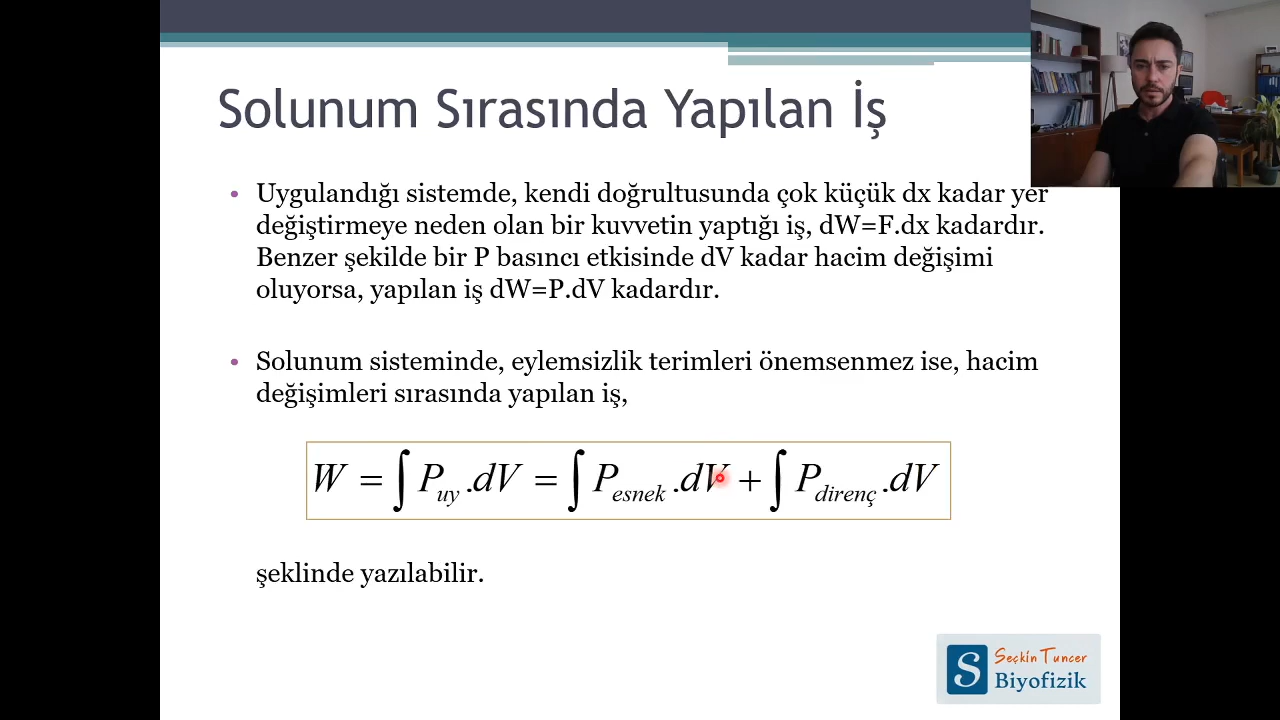 Solunum Sırasında Yapılan İş
• Uygulandığı sistemde, kendi doğrultusunda çok küçük dx kadar yer
değiştirmeye neden olan bir kuvvetin yaptığı iş, dW=F.dx kadardır.
Benzer şekilde bir P basıncı etkisinde dV kadar hacim değişimi
oluyorsa, yapılan iş dW=P.dV kadardır.
• Solunum sisteminde, eylemsizlik terimleri önemsenmez ise, hacim
değişimleri sırasında yapılan iş,
W = ∫ P_uy .dV = ∫ P_esnek .dV + ∫ P_direnç .dV
şeklinde yazılabilir.
S Seçkin Tuncer
Biyofizik